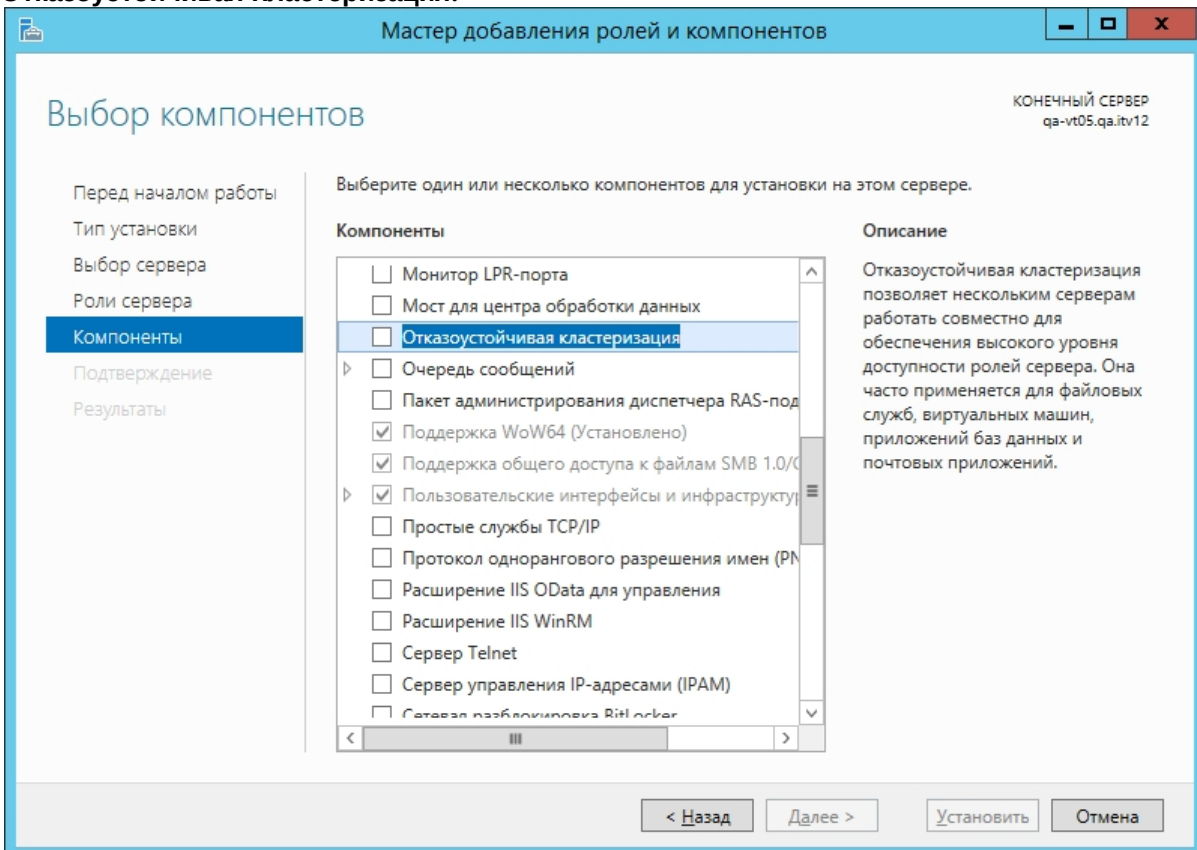 Отказоустойчивая кластеризация.
Мастер добавления ролей и компонентов
Выбор компонентов
КОНЕЧНЫЙ СЕРВЕР
qa-vt05.qa.itv12
Перед началом работы
Тип установки
Выбор сервера
Роли сервера
Компоненты
Подтверждение
Результаты
Выберите один или несколько компонентов для установки на этом сервере.
Компоненты
Монитор LPR-порта
Мост для центра обработки данных
Отказоустойчивая кластеризация
Очередь сообщений
Пакет администрирования диспетчера RAS-под
Поддержка WoW64 (Установлено)
Поддержка общего доступа к файлам SMB 1.0/C
Пользовательские интерфейсы и инфраструктур
Простые службы TCP/IP
Протокол однорангового разрешения имен (PN
Расширение IIS OData для управления
Расширение IIS WinRM
Сервер Telnet
Сервер управления IP-адресами (IPAM)
Сетевая разблокировка BitLocker
Описание
Отказоустойчивая кластеризация
позволяет нескольким серверам
работать совместно для
обеспечения высокого уровня
доступности ролей сервера. Она
часто применяется для файловых
служб, виртуальных машин,
приложений баз данных и
почтовых приложений.
< Назад
Далее >
Установить
Отмена